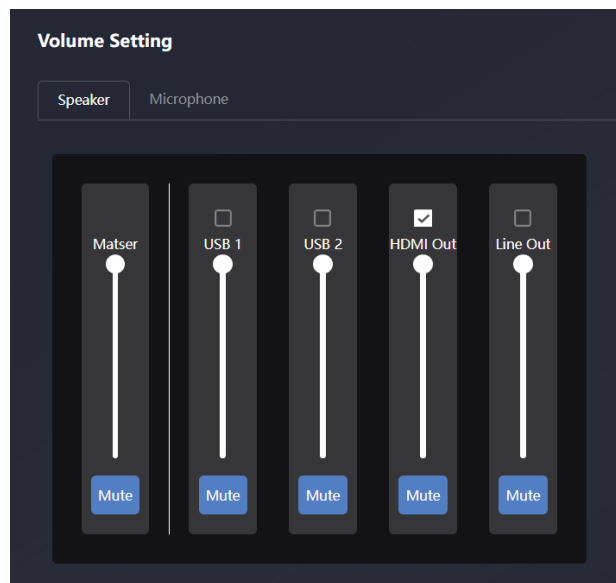 Volume Setting
Speaker Microphone
Matser USB 1 USB 2 HDMI Out Line Out
Mute Mute Mute Mute Mute